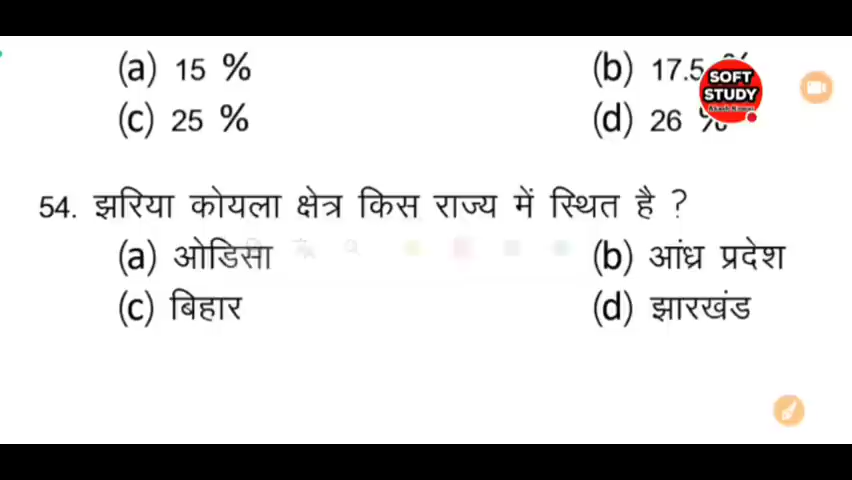 (a) 15 % (b) 17.5 %
SOFT
STUDY
(c) 25 % (d) 26 %
54. झरिया कोयला क्षेत्र किस राज्य में स्थित है ?
(a) ओडिसा (b) आंध्र प्रदेश
(c) बिहार (d) झारखंड